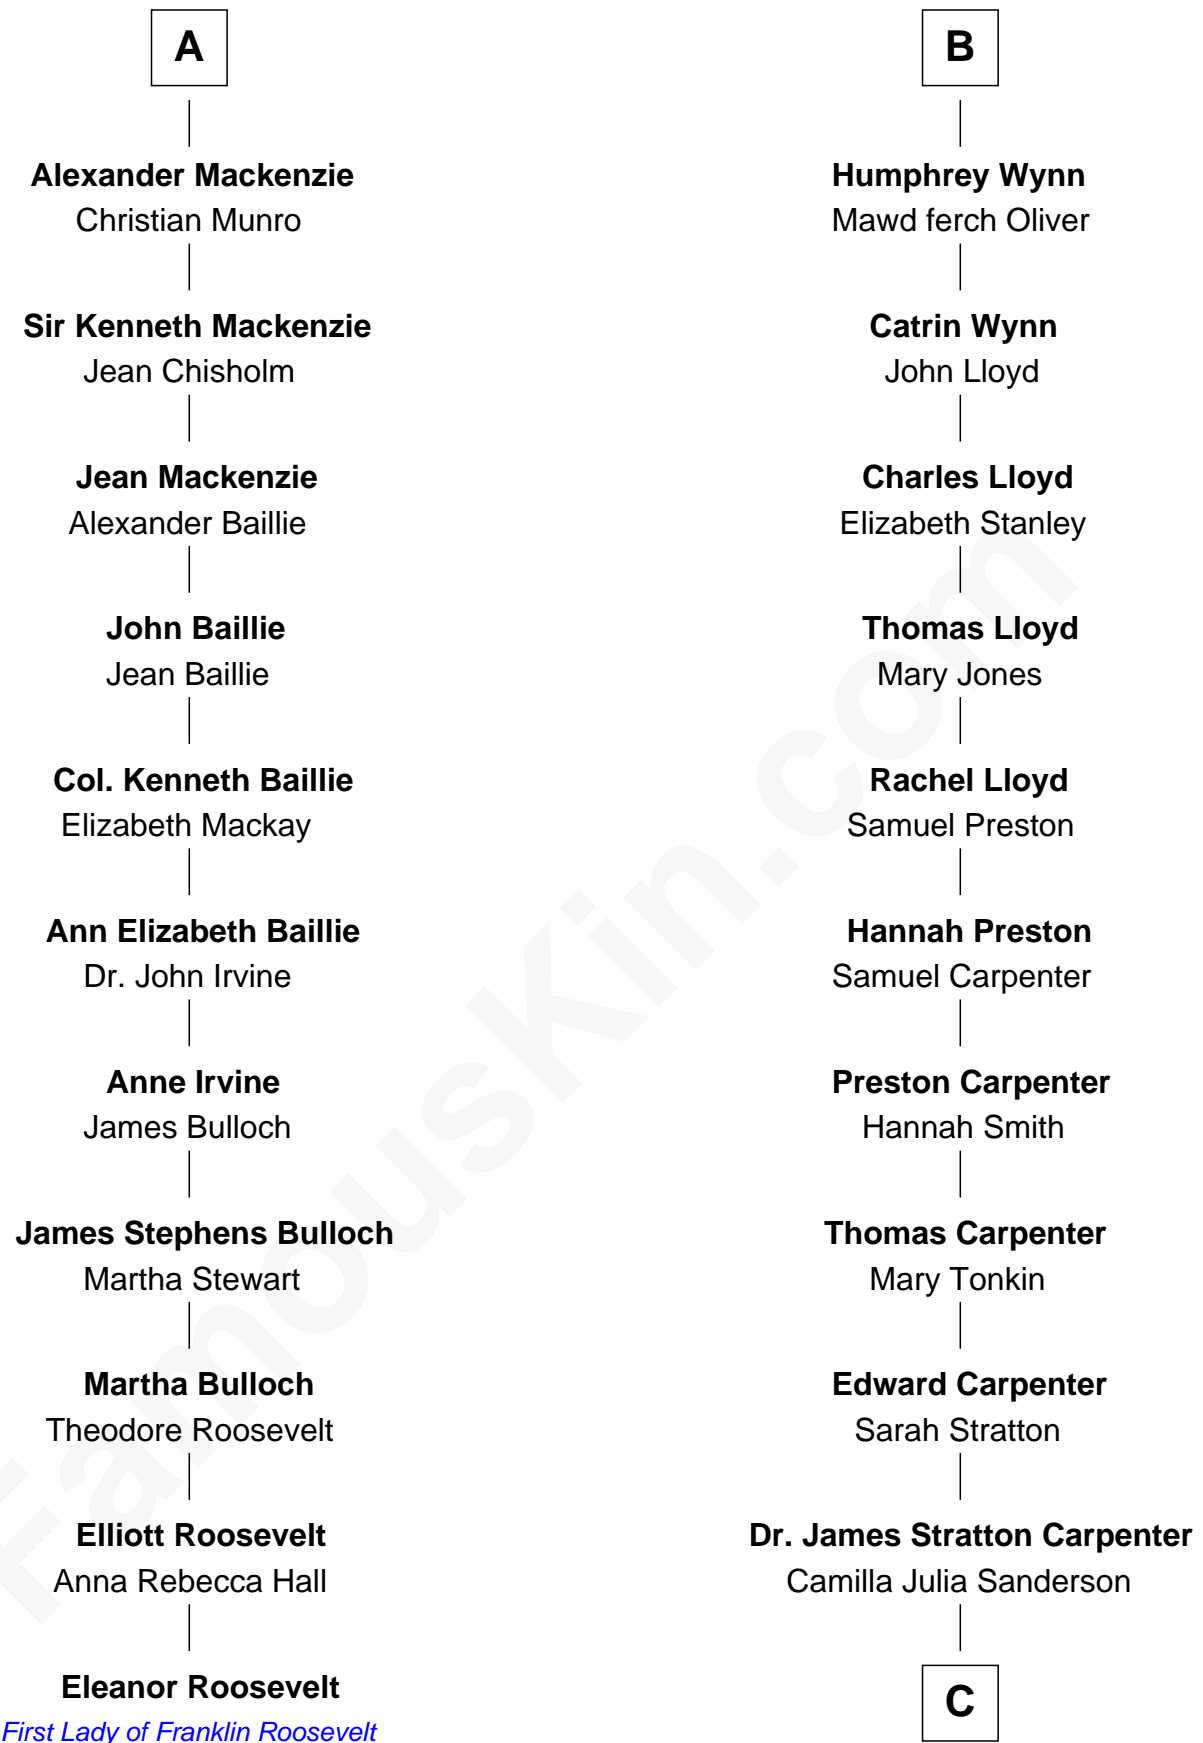 A
Alexander Mackenzie
Christian Munro
Sir Kenneth Mackenzie
Jean Chisholm
Jean Mackenzie
Alexander Baillie
John Baillie
Jean Baillie
Col. Kenneth Baillie
Elizabeth Mackay
Ann Elizabeth Baillie
Dr. John Irvine
Anne Irvine
James Bulloch
James Stephens Bulloch
Martha Stewart
Martha Bulloch
Theodore Roosevelt
Elliott Roosevelt
Anna Rebecca Hall
Eleanor Roosevelt
First Lady of Franklin Roosevelt
B
Humphrey Wynn
Mawd ferch Oliver
Catrin Wynn
John Lloyd
Charles Lloyd
Elizabeth Stanley
Thomas Lloyd
Mary Jones
Rachel Lloyd
Samuel Preston
Hannah Preston
Samuel Carpenter
Preston Carpenter
Hannah Smith
Thomas Carpenter
Mary Tonkin
Edward Carpenter
Sarah Stratton
Dr. James Stratton Carpenter
Camilla Julia Sanderson
C
FamousKin.com